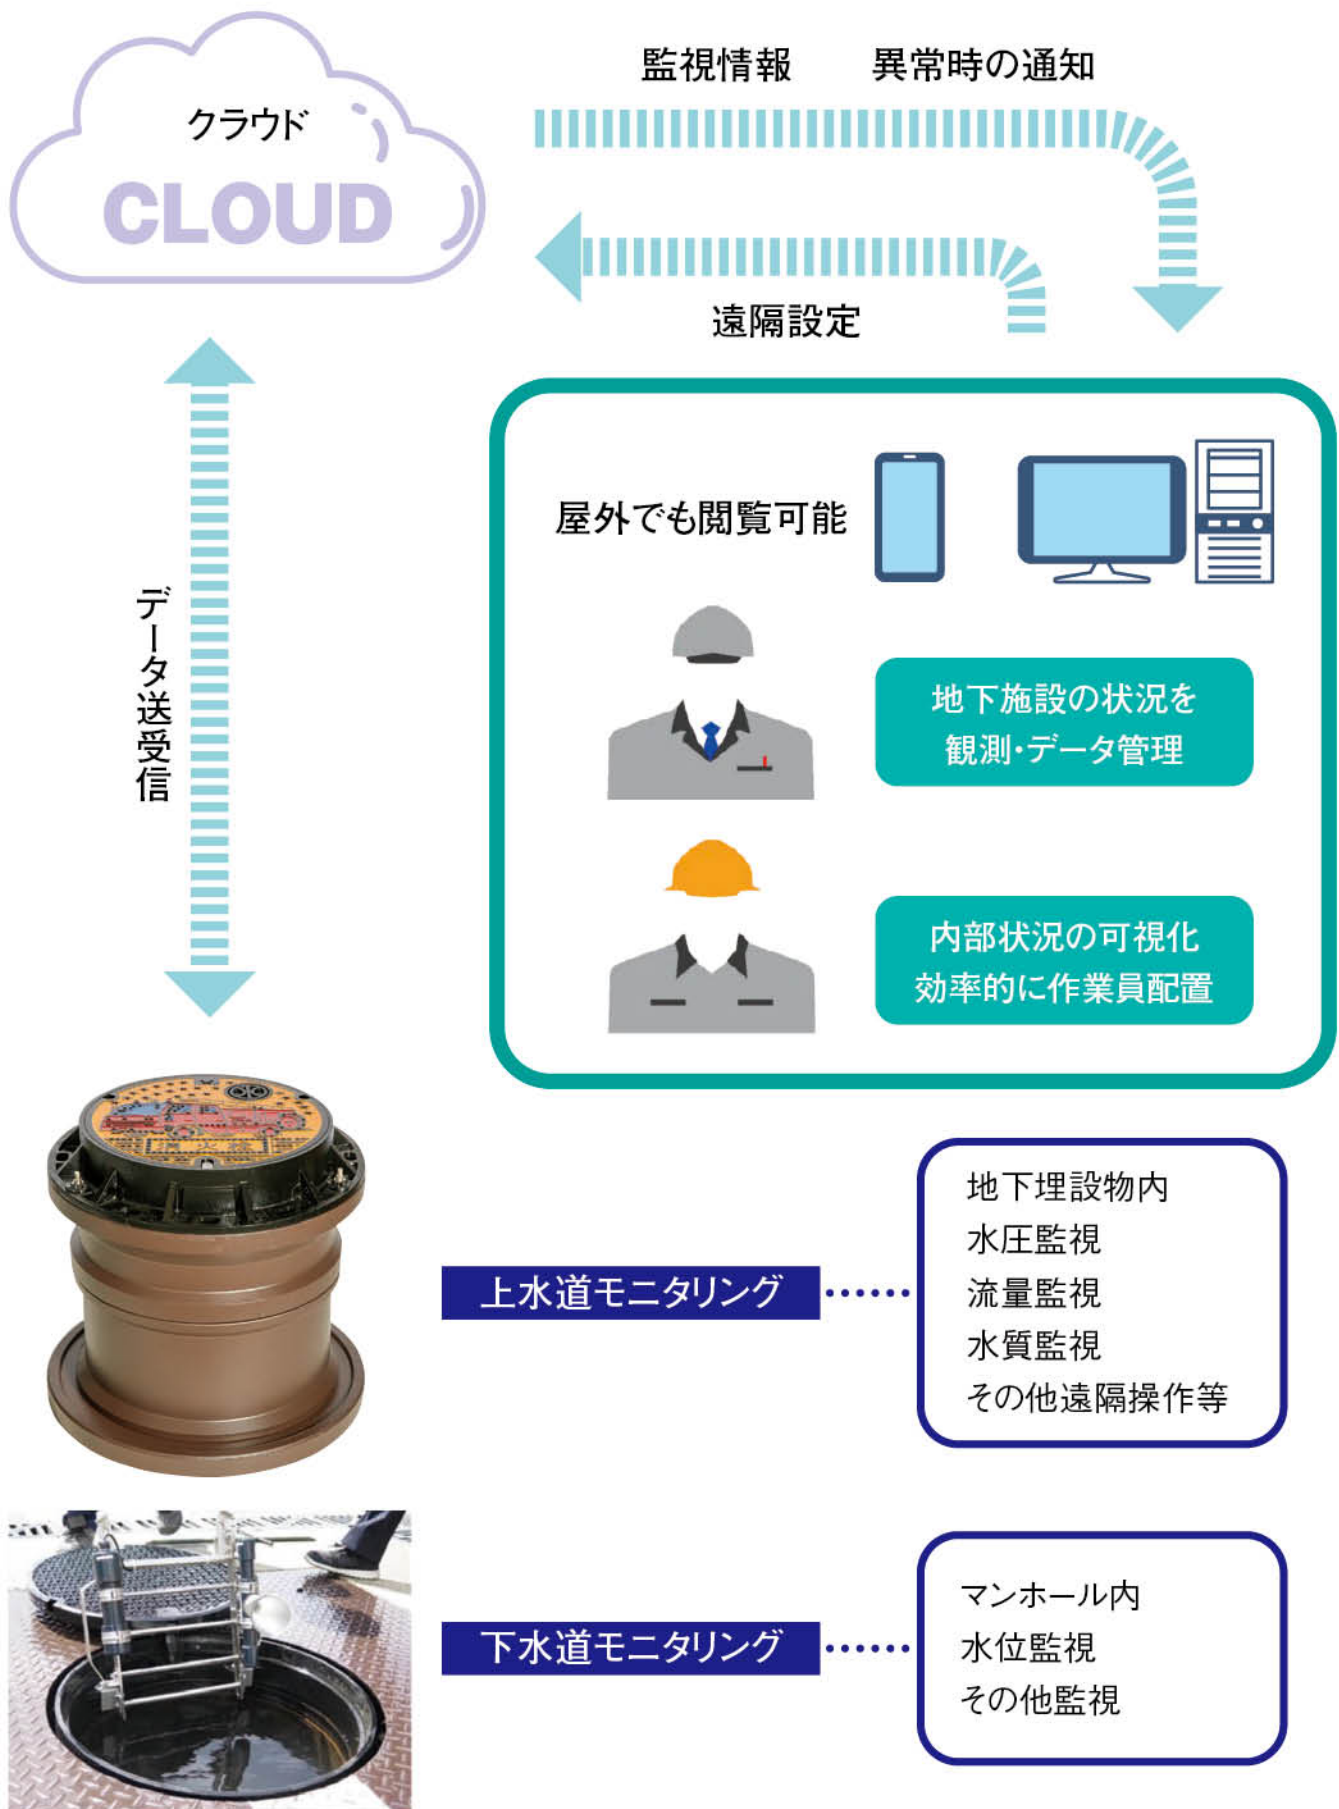 クラウド
CLOUD
監視情報　異常時の通知
遠隔設定
データ送受信
屋外でも閲覧可能
地下施設の状況を
観測・データ管理
内部状況の可視化
効率的に作業員配置
消火栓
上水道モニタリング
地下埋設物内
水圧監視
流量監視
水質監視
その他遠隔操作等
下水道モニタリング
マンホール内
水位監視
その他監視